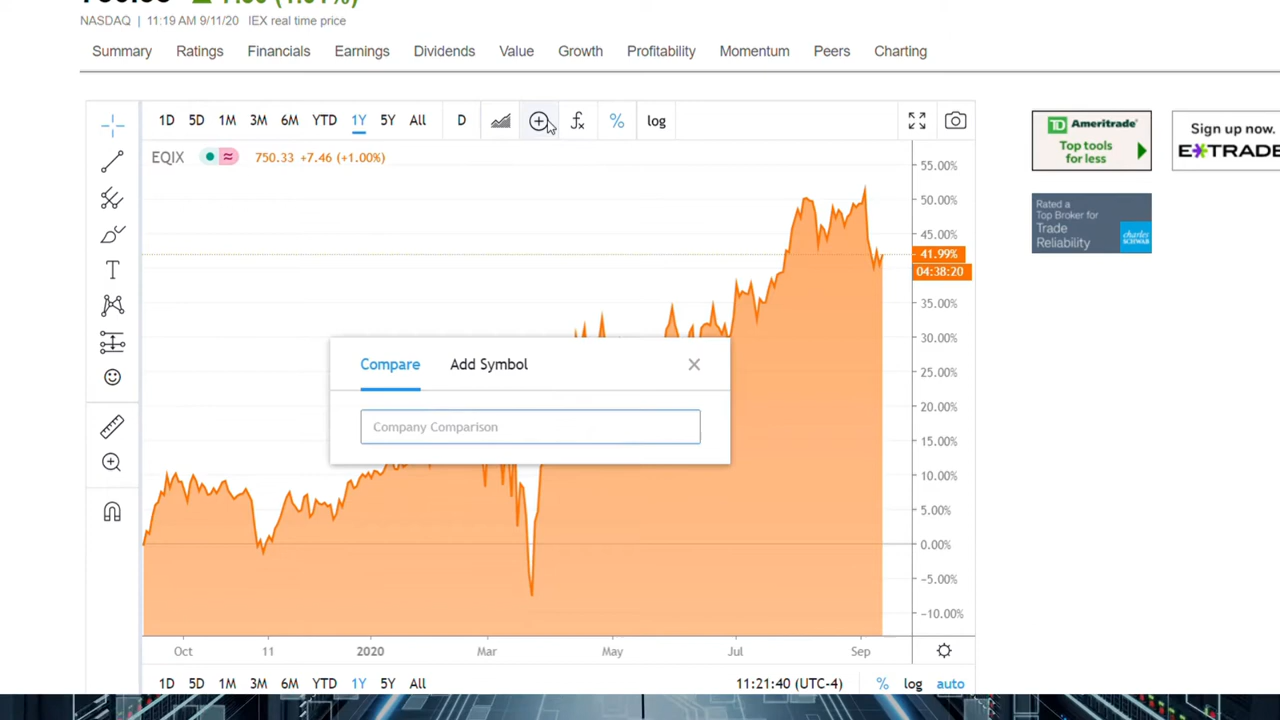 NASDAQ | 11:19 AM 9/11/20 IEX real time price
Summary Ratings Financials Earnings Dividends Value Growth Profitability Momentum Peers Charting
1D 5D 1M 3M 6M YTD 1Y 5Y All D % log
EQIX 750.33 +7.46 (+1.00%)
Ameritrade
Top tools
for less
Sign up now.
E*TRADE
Rated a
Top Broker for
Trade
Reliability
charles
SCHWAB
55.00%
50.00%
45.00%
41.99%
04:38:20
35.00%
30.00%
25.00%
20.00%
15.00%
10.00%
5.00%
0.00%
−5.00%
−10.00%
Compare Add Symbol
Company Comparison
Oct 11 2020 Mar May Jul Sep
1D 5D 1M 3M 6M YTD 1Y 5Y All 11:21:40 (UTC-4) % log auto